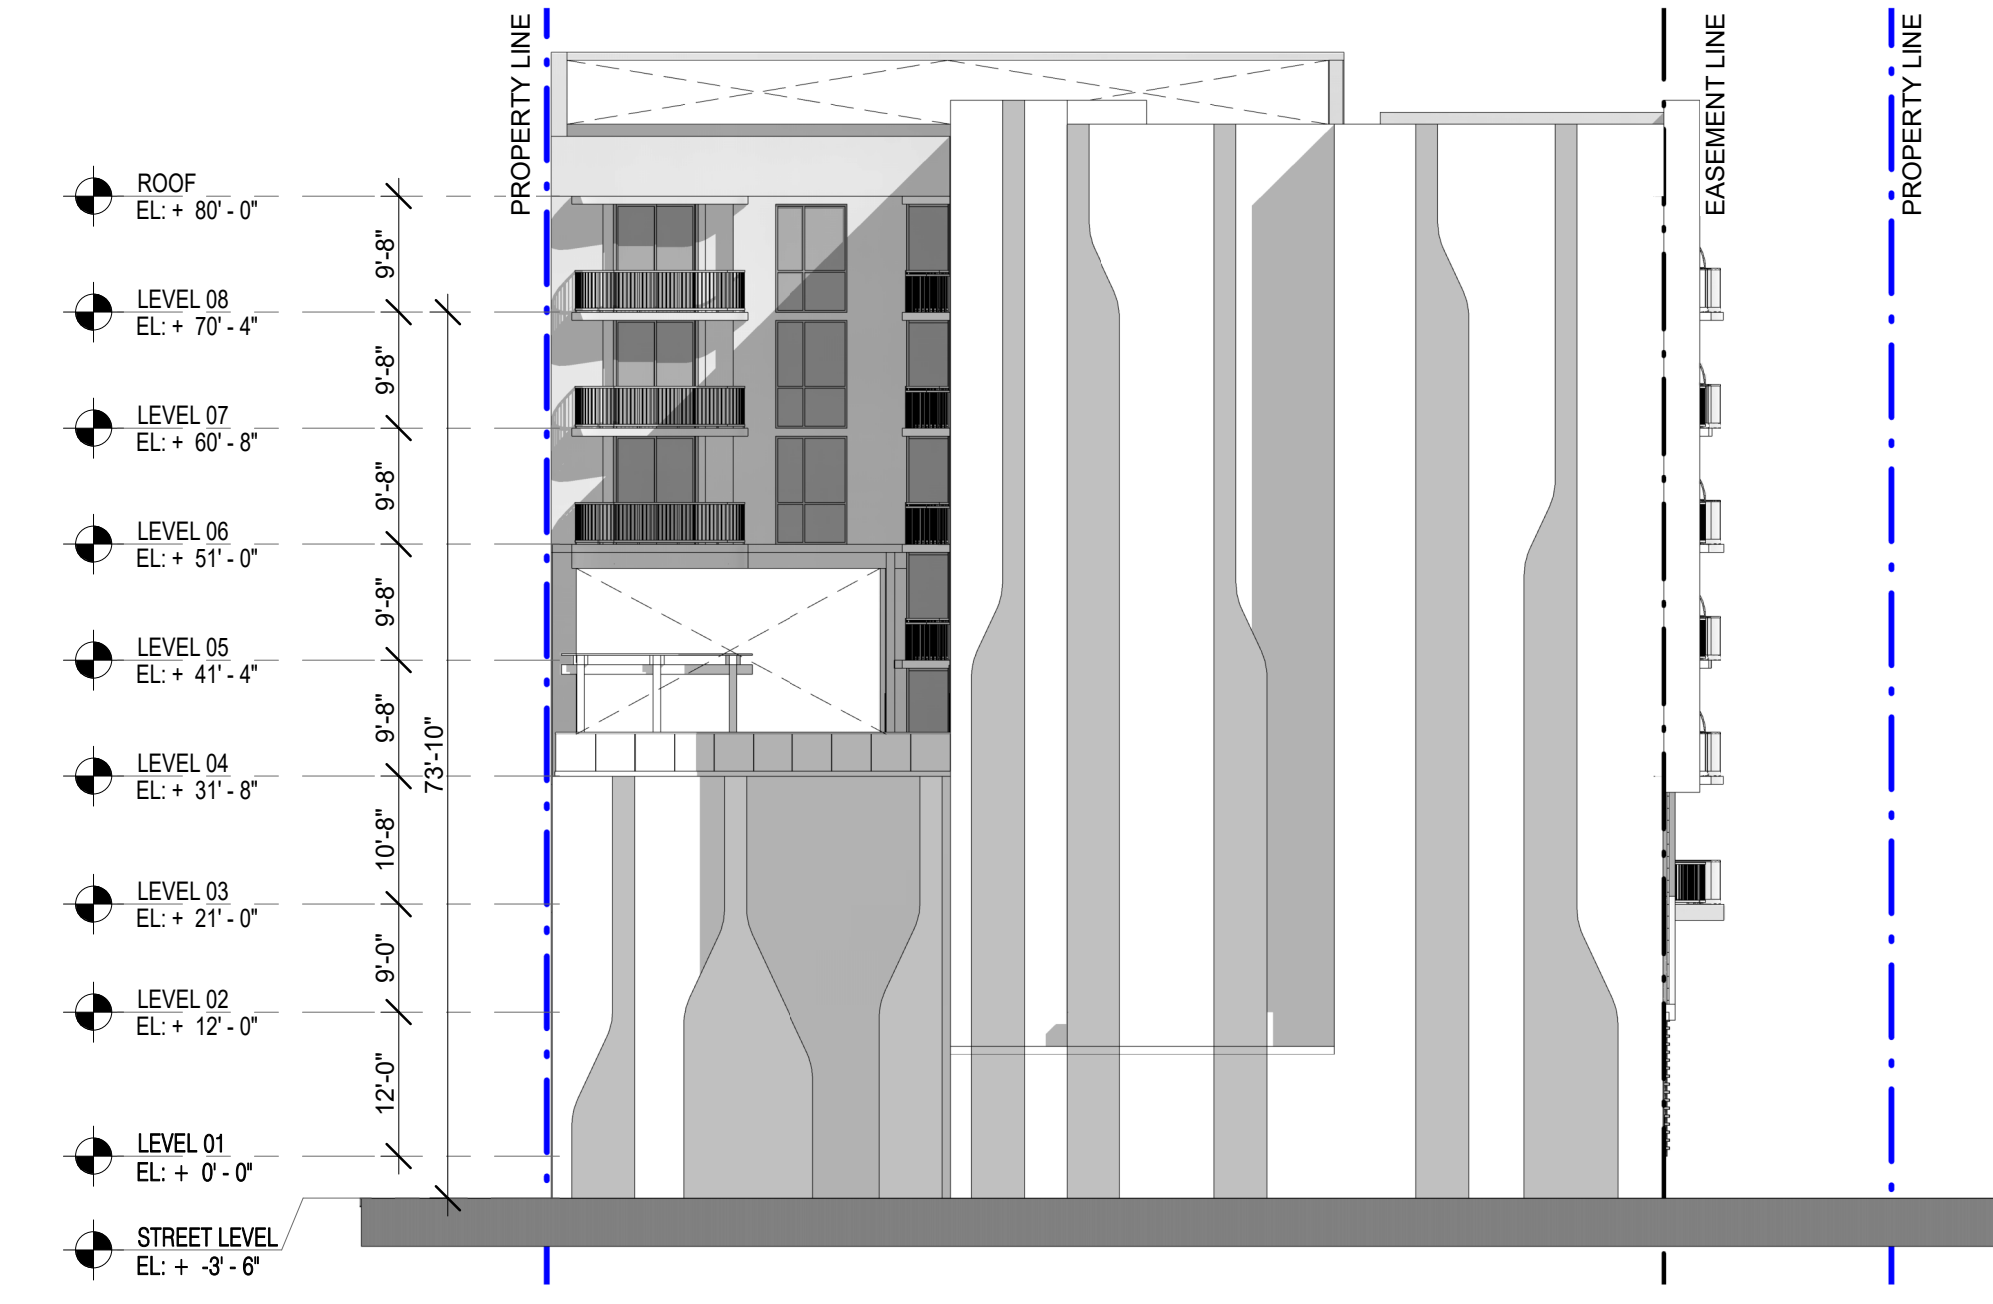 PROPERTY LINE
EASEMENT LINE
PROPERTY LINE
ROOF
EL: + 80' - 0"
9'-8"
LEVEL 08
EL: + 70' - 4"
9'-8"
LEVEL 07
EL: + 60' - 8"
9'-8"
LEVEL 06
EL: + 51' - 0"
9'-8"
LEVEL 05
EL: + 41' - 4"
9'-8"
73'-10"
LEVEL 04
EL: + 31' - 8"
10'-8"
LEVEL 03
EL: + 21' - 0"
9'-0"
LEVEL 02
EL: + 12' - 0"
12'-0"
LEVEL 01
EL: + 0' - 0"
STREET LEVEL
EL: + -3' - 6"